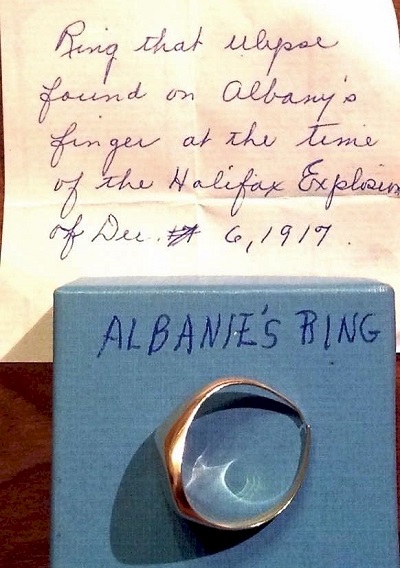 Ring that Ulysse
found on Albany's
finger at the time
of the Halifax Explosion
of Dec. 6, 1917.
ALBANIE'S RING